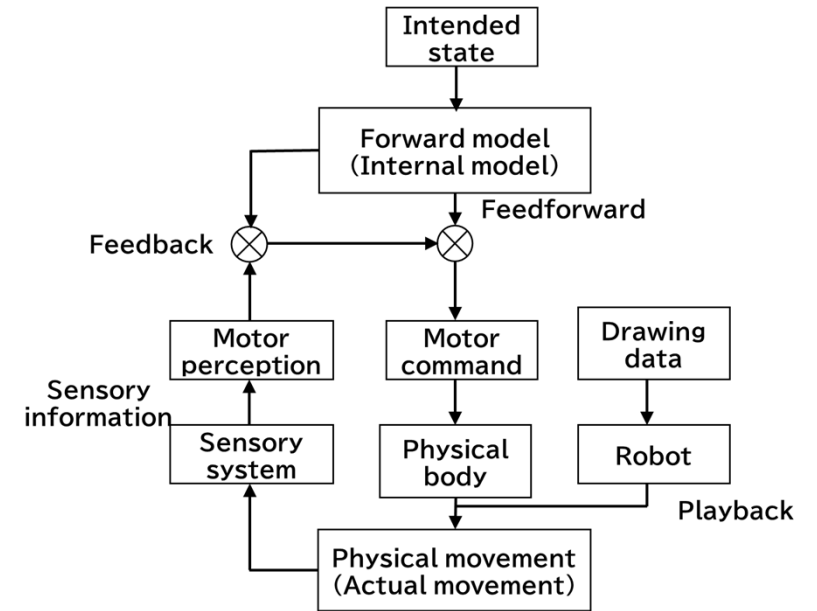 Intended
state
Forward model
(Internal model)
Feedforward
Feedback
Motor
perception
Motor
command
Drawing
data
Sensory
information
Sensory
system
Physical
body
Robot
Playback
Physical movement
(Actual movement)